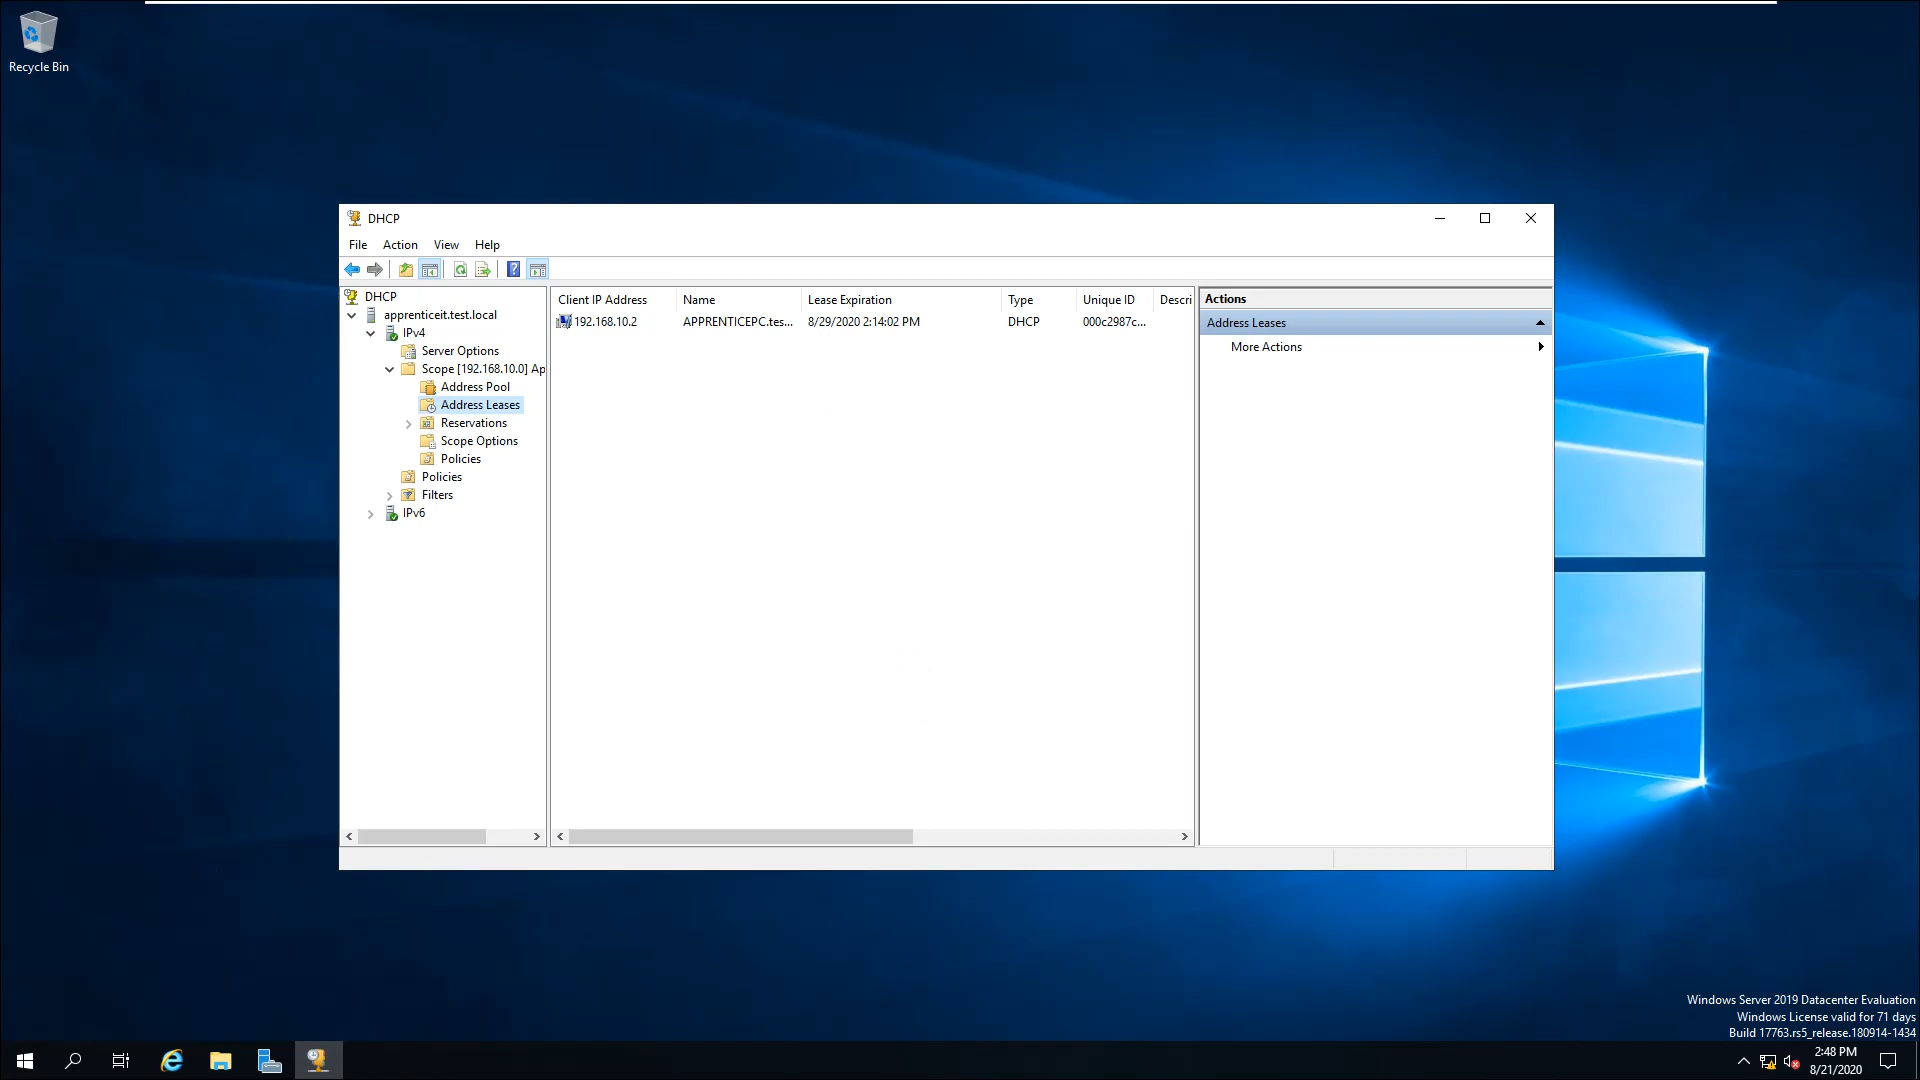 Recycle Bin
DHCP
File Action View Help
DHCP
apprenticeit.test.local
IPv4
Server Options
Scope [192.168.10.0] Ap
Address Pool
Address Leases
Reservations
Scope Options
Policies
Policies
Filters
IPv6
Client IP Address Name Lease Expiration Type Unique ID Descri
192.168.10.2 APPRENTICEPC.tes... 8/29/2020 2:14:02 PM DHCP 000c2987c...
Actions
Address Leases
More Actions
Windows Server 2019 Datacenter Evaluation
Windows License valid for 71 days
Build 17763.rs5_release.180914-1434
2:48 PM
8/21/2020